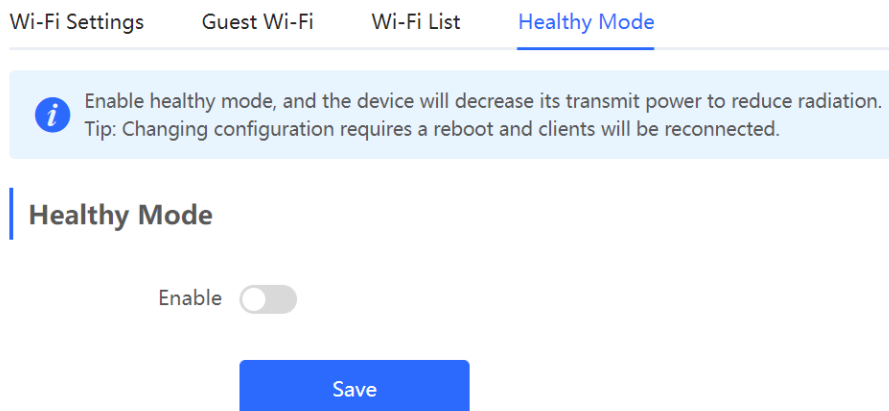 Wi-Fi Settings Guest Wi-Fi Wi-Fi List Healthy Mode
Enable healthy mode, and the device will decrease its transmit power to reduce radiation.
Tip: Changing configuration requires a reboot and clients will be reconnected.
Healthy Mode
Enable
Save